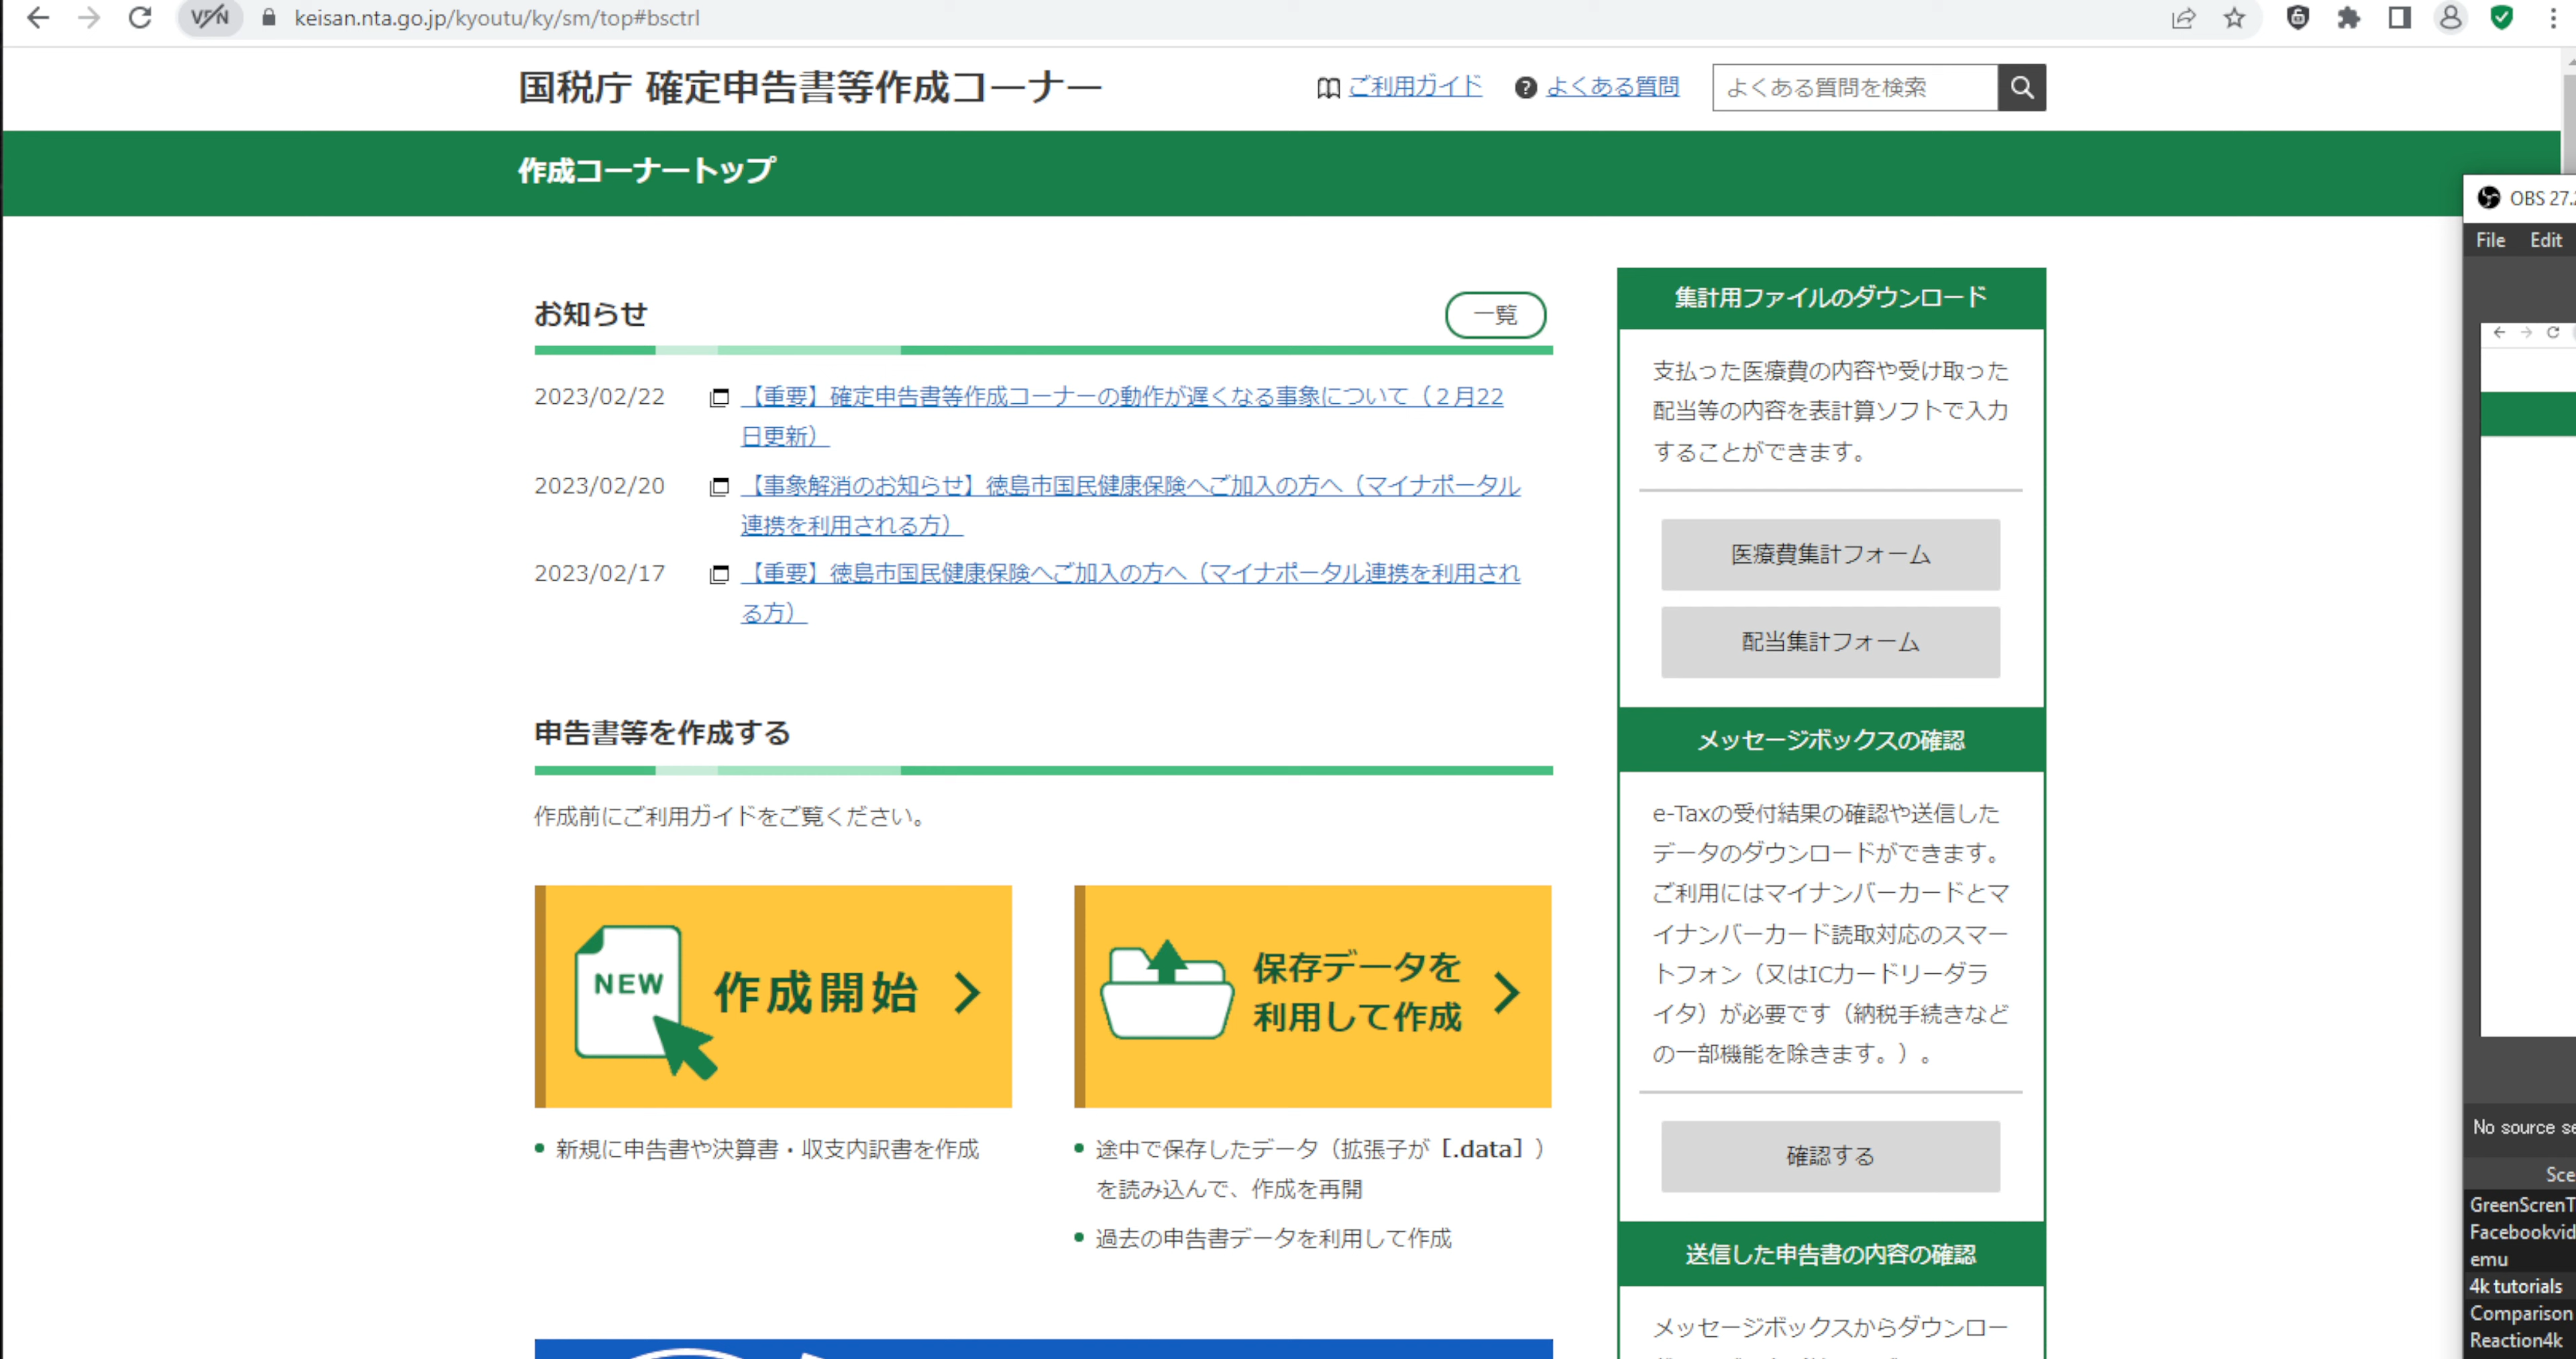 VPN
keisan.nta.go.jp/kyoutu/ky/sm/top#bsctrl
国税庁 確定申告書等作成コーナー
ご利用ガイド
よくある質問
よくある質問を検索
作成コーナートップ
お知らせ
一覧
2023/02/22
【重要】確定申告書等作成コーナーの動作が遅くなる事象について（２月22
日更新）
2023/02/20
【事象解消のお知らせ】徳島市国民健康保険へご加入の方へ（マイナポータル
連携を利用される方）
2023/02/17
【重要】徳島市国民健康保険へご加入の方へ（マイナポータル連携を利用され
る方）
申告書等を作成する
作成前にご利用ガイドをご覧ください。
NEW
作成開始
保存データを
利用して作成
新規に申告書や決算書・収支内訳書を作成
途中で保存したデータ（拡張子が［.data］）
を読み込んで、作成を再開
過去の申告書データを利用して作成
集計用ファイルのダウンロード
支払った医療費の内容や受け取った
配当等の内容を表計算ソフトで入力
することができます。
医療費集計フォーム
配当集計フォーム
メッセージボックスの確認
e-Taxの受付結果の確認や送信した
データのダウンロードができます。
ご利用にはマイナンバーカードとマ
イナンバーカード読取対応のスマー
トフォン（又はICカードリーダラ
イタ）が必要です（納税手続きなど
の一部機能を除きます。）。
確認する
送信した申告書の内容の確認
メッセージボックスからダウンロー
OBS 27.
File Edit
No source se
Sce
GreenScrenT
Facebookvid
emu
4k tutorials
Comparison
Reaction4k